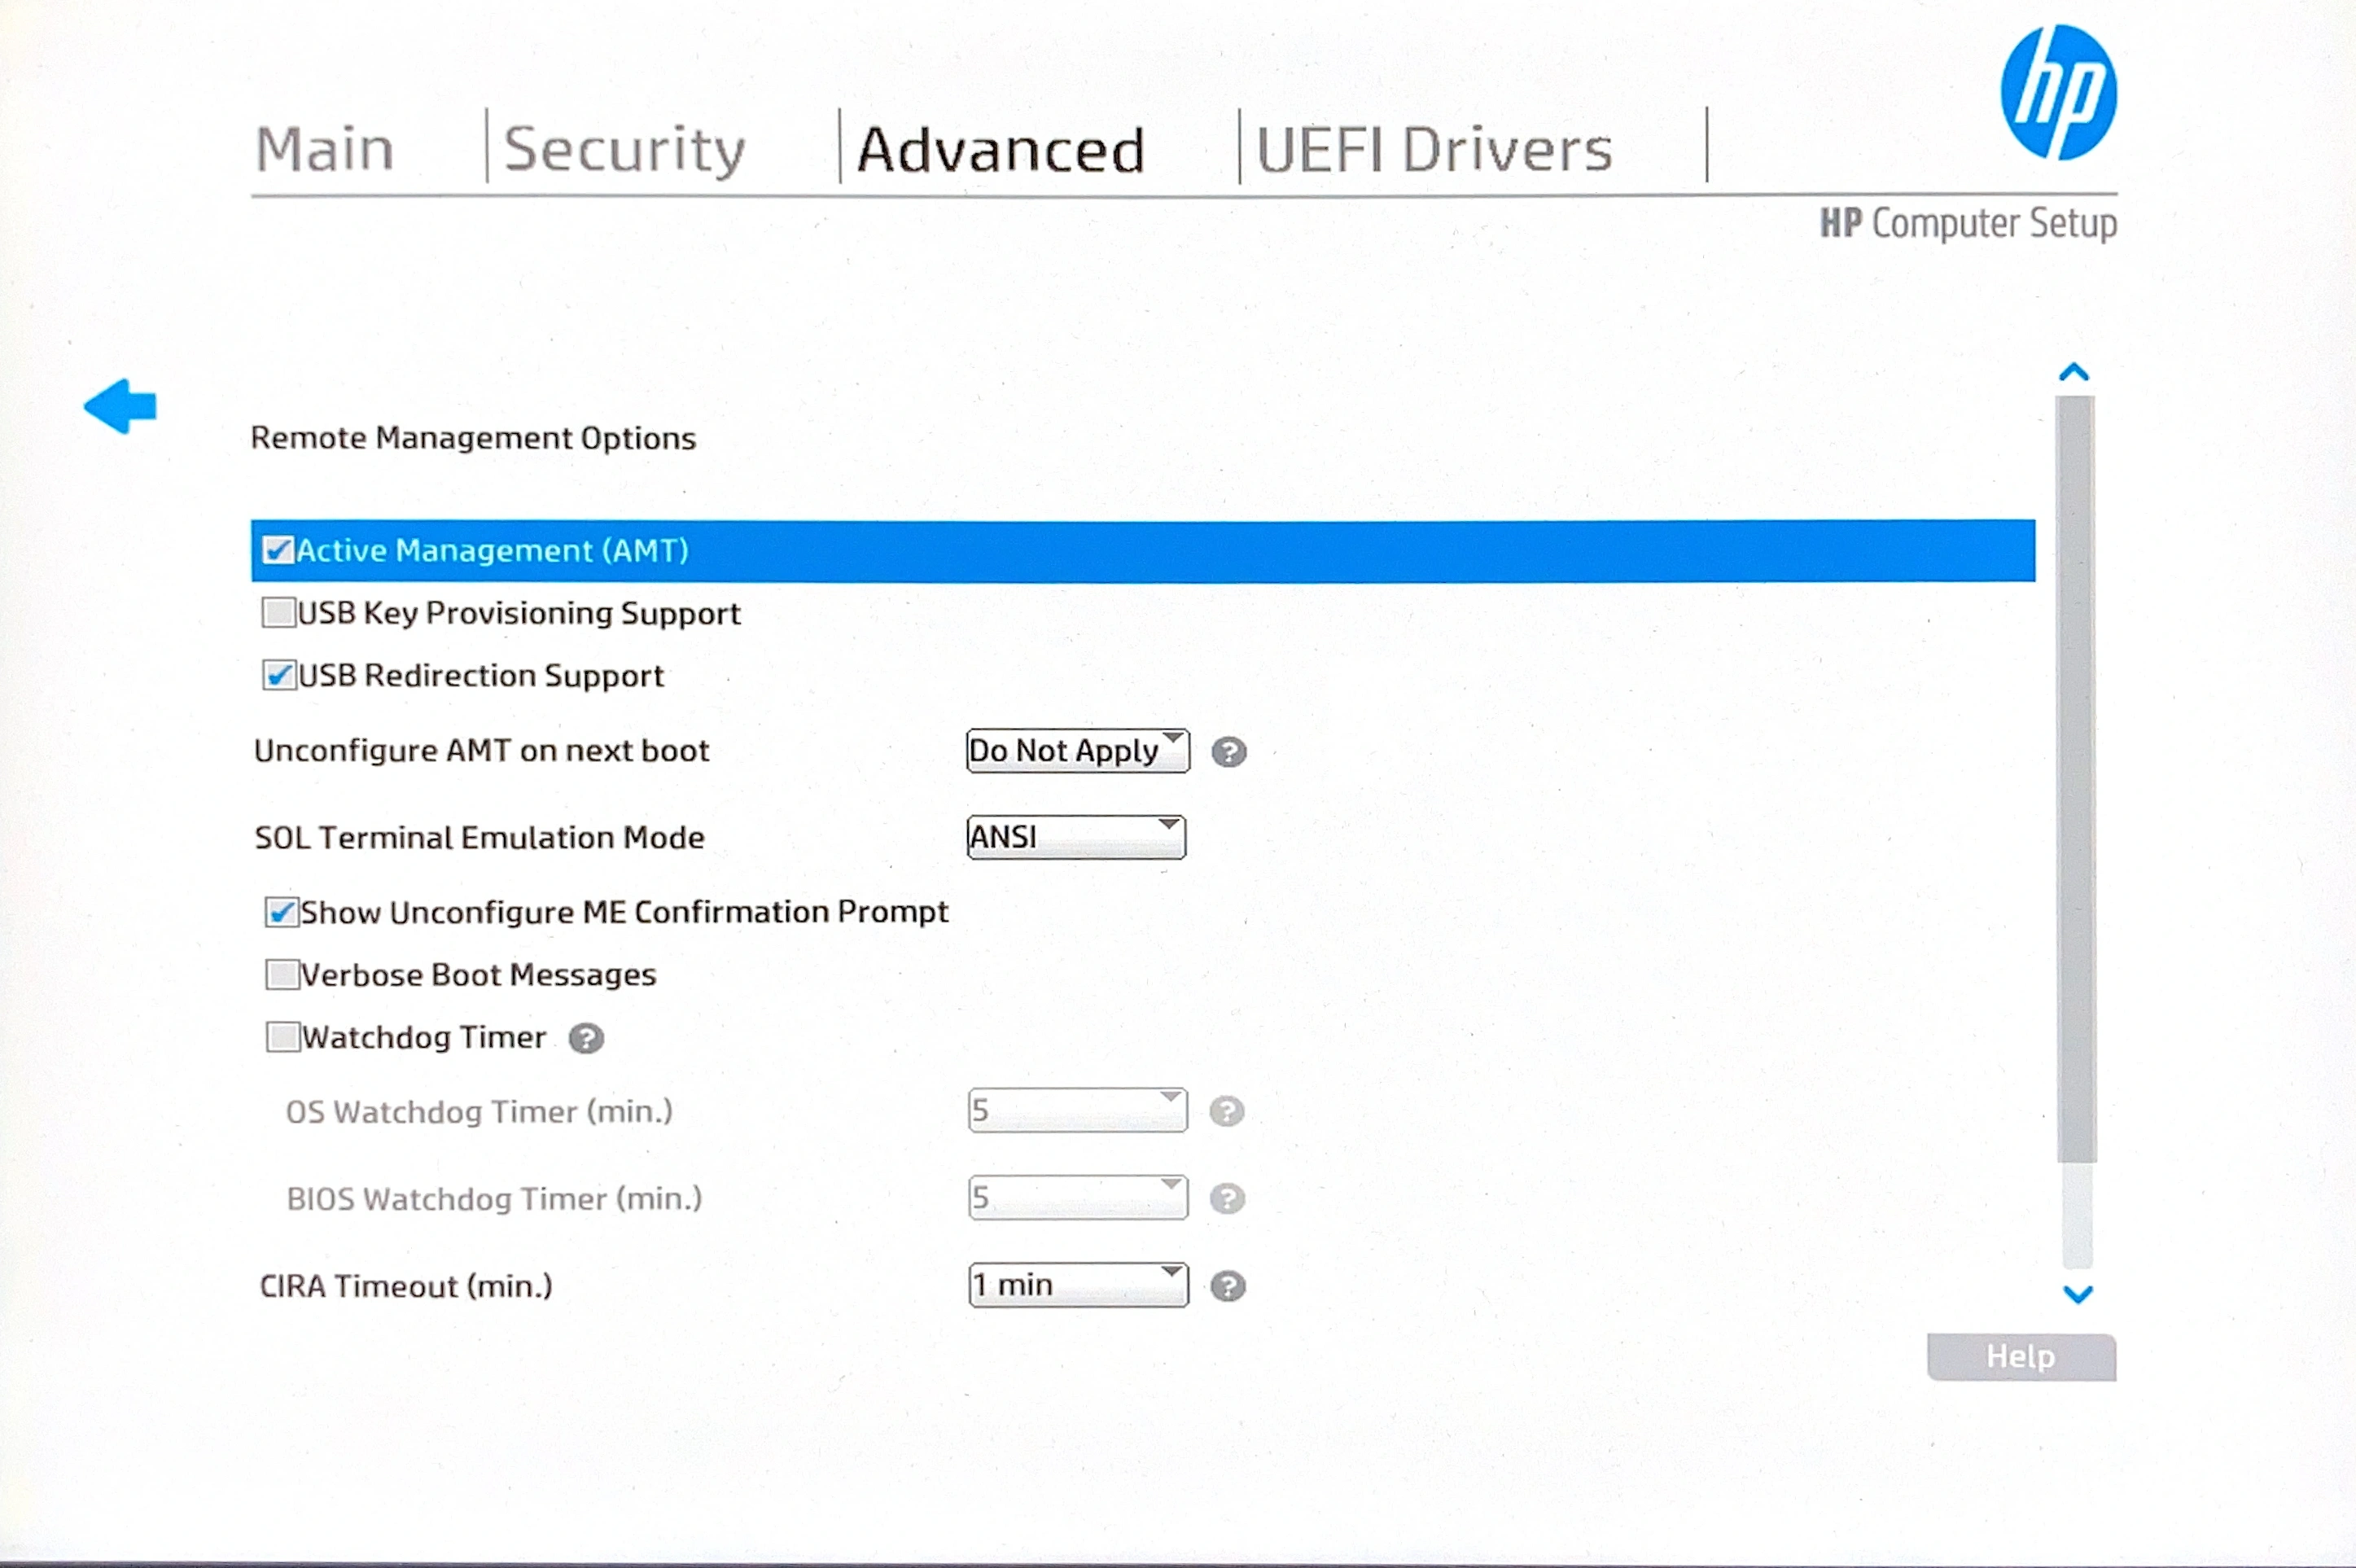 hp
Main
Security
Advanced
UEFI Drivers
HP Computer Setup
Remote Management Options
Active Management (AMT)
USB Key Provisioning Support
USB Redirection Support
Unconfigure AMT on next boot Do Not Apply ?
SOL Terminal Emulation Mode ANSI
Show Unconfigure ME Confirmation Prompt
Verbose Boot Messages
Watchdog Timer ?
OS Watchdog Timer (min.) 5 ?
BIOS Watchdog Timer (min.) 5 ?
CIRA Timeout (min.) 1 min ?
Help